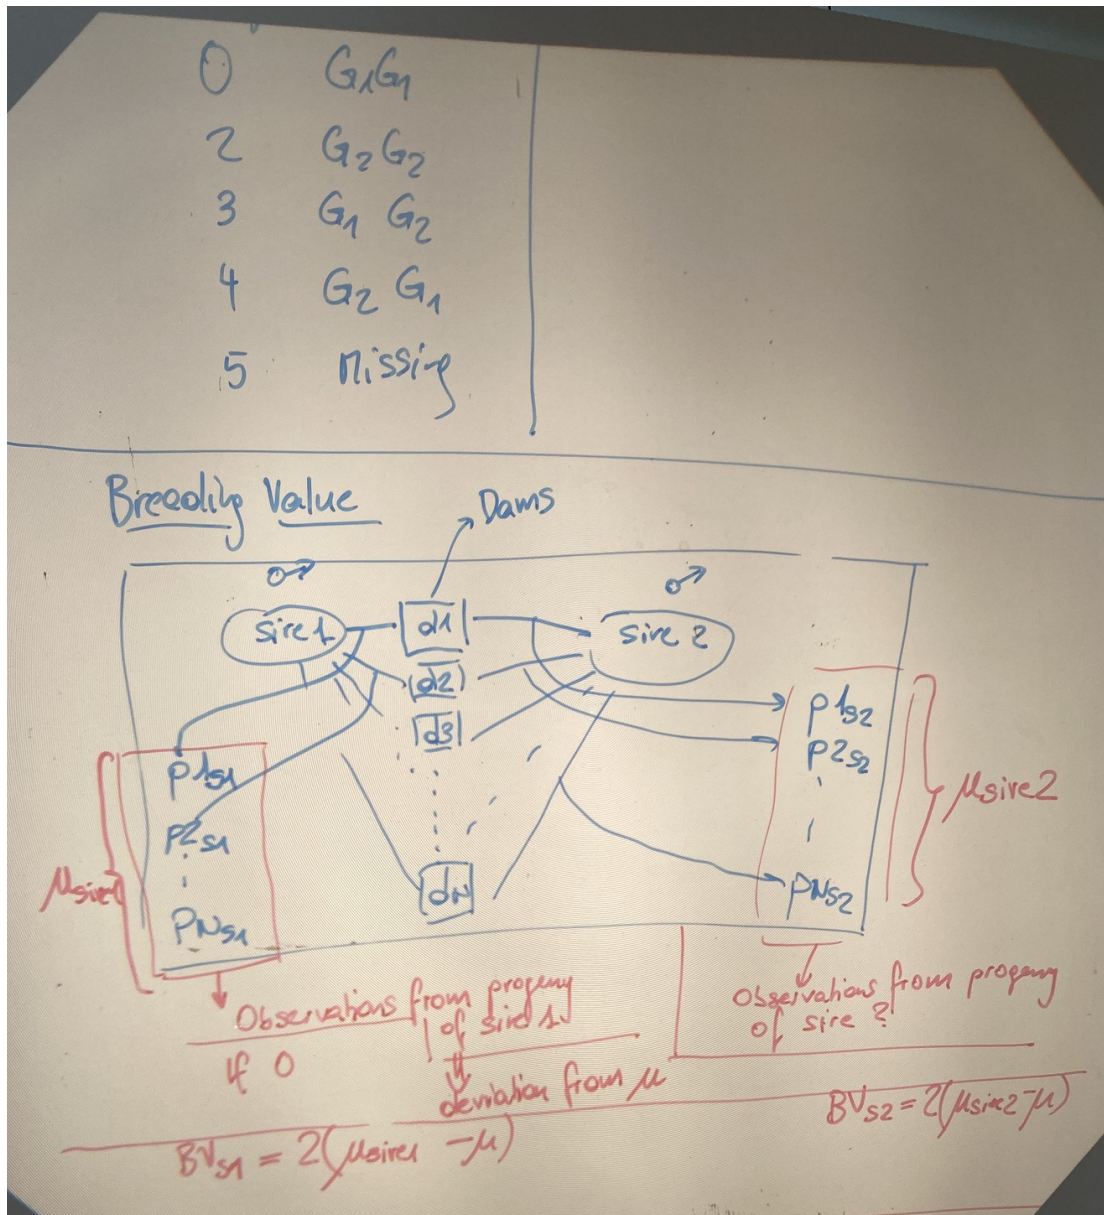 0 G₁G₁
2 G₂G₂
3 G₁ G₂
4 G₂ G₁
5 Missing
Breeding Value
Dams
♂
♂
sire 1
d1
sire 2
d2
d3
dN
p1s1
p2s1
pNs1
p1s2
p2s2
pNs2
μsire1
μsire2
Observations from progeny
of sire 1
If 0
deviation from μ
BVs1 = 2(μsire1 - μ)
Observations from progeny
of sire 2
BVs2 = 2(μsire2 - μ)